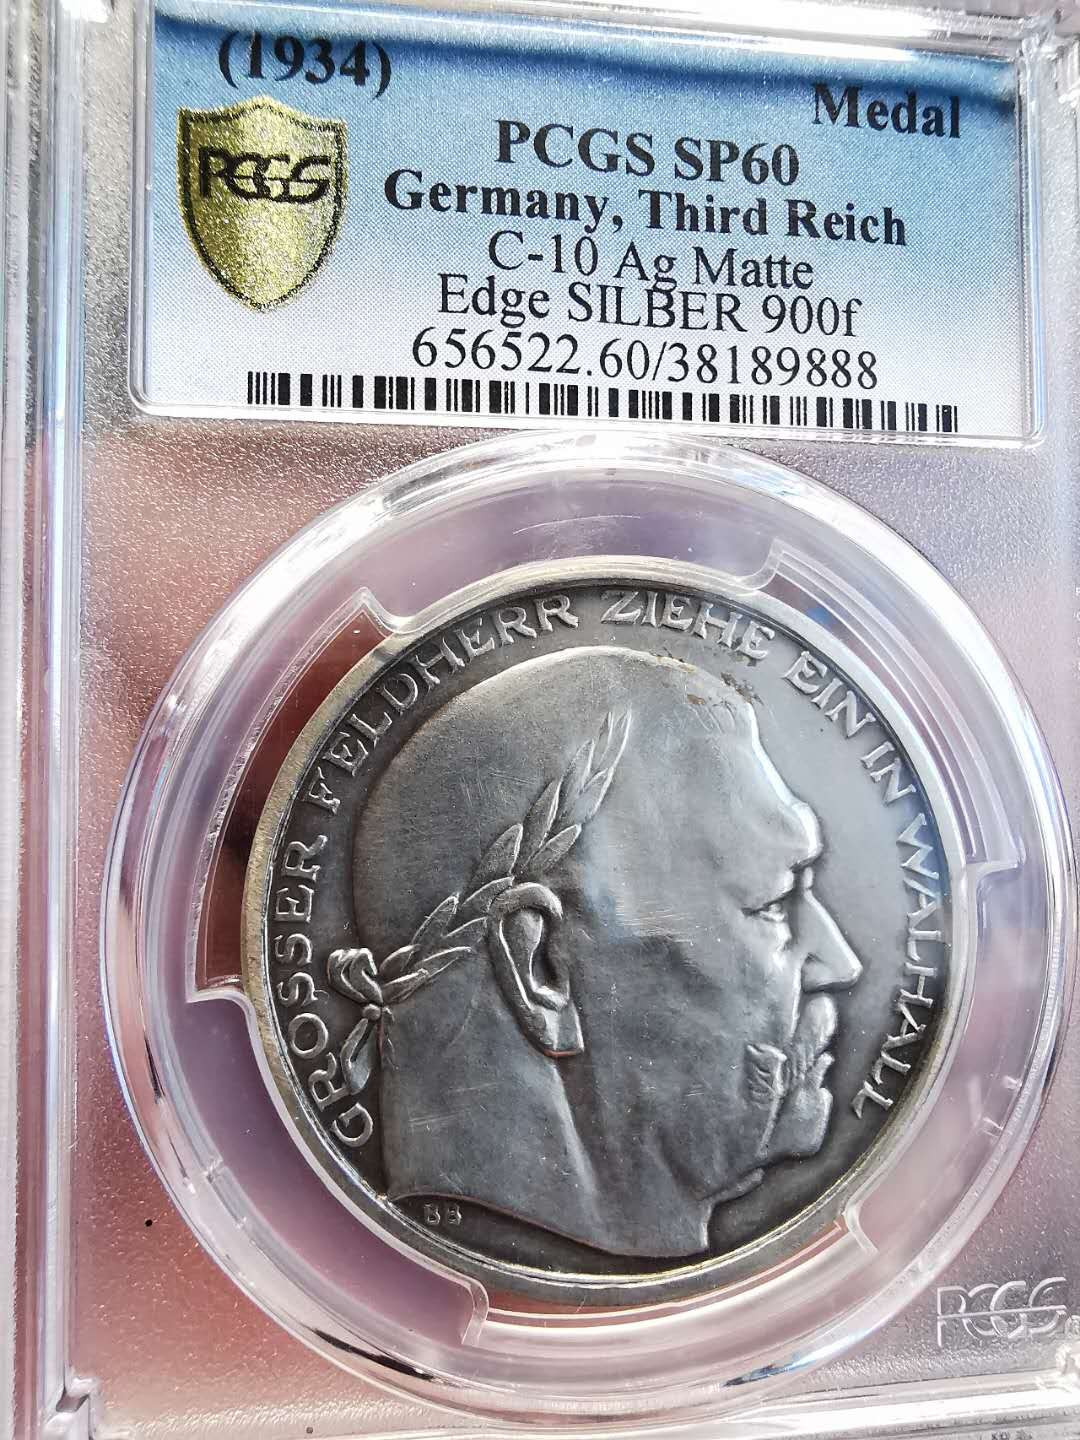 (1934)
Medal
PCGS
PCGS SP60
Germany, Third Reich
C-10 Ag Matte
Edge SILBER 900f
656522.60/38189888
GROSSER FELDHERR ZIEHE EIN IN WALHALL
BB
PCGS